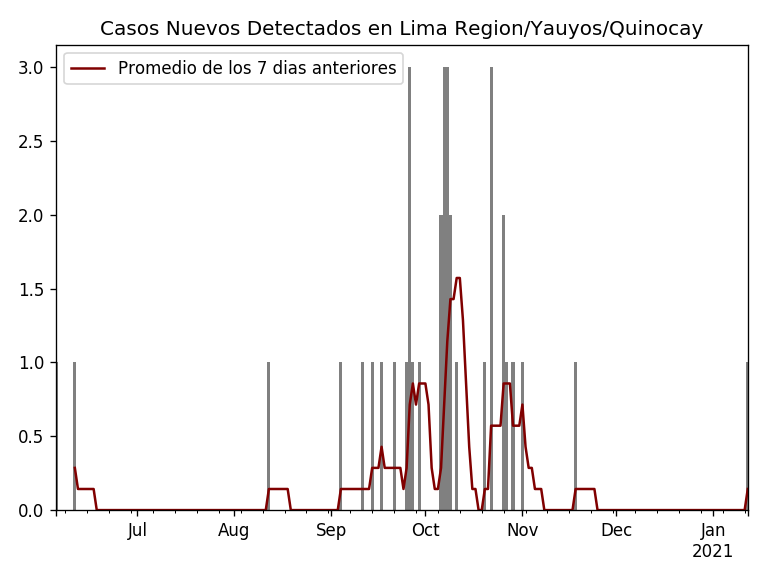 Casos Nuevos Detectados en Lima Region/Yauyos/Quinocay
Promedio de los 7 dias anteriores
3.0
2.5
2.0
1.5
1.0
0.5
0.0
Jul Aug Sep Oct Nov Dec Jan
2021